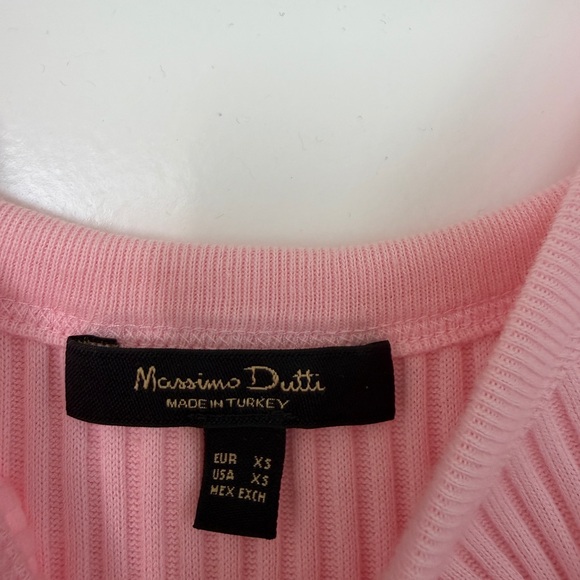 Massimo Dutti
MADE IN TURKEY
EUR XS
USA XS
MEX EXCH